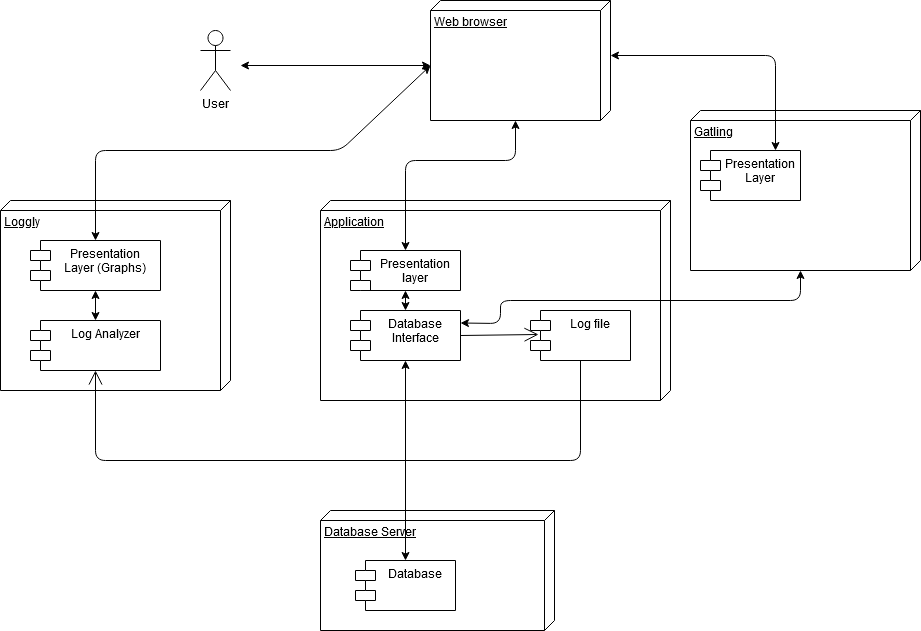 Web browser
User
Gatling
Presentation
Layer
Loggly
Presentation
Layer (Graphs)
Log Analyzer
Application
Presentation
layer
Database
Interface
Log file
Database Server
Database